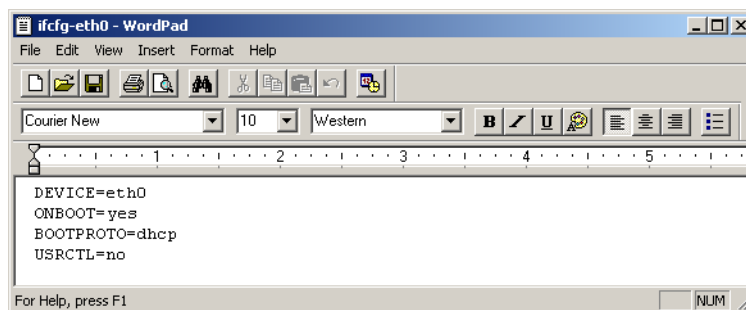 ifcfg-eth0 - WordPad
File Edit View Insert Format Help
Courier New 10 Western B I U
1 2 3 4 5
DEVICE=eth0
ONBOOT=yes
BOOTPROTO=dhcp
USRCTL=no
For Help, press F1 NUM